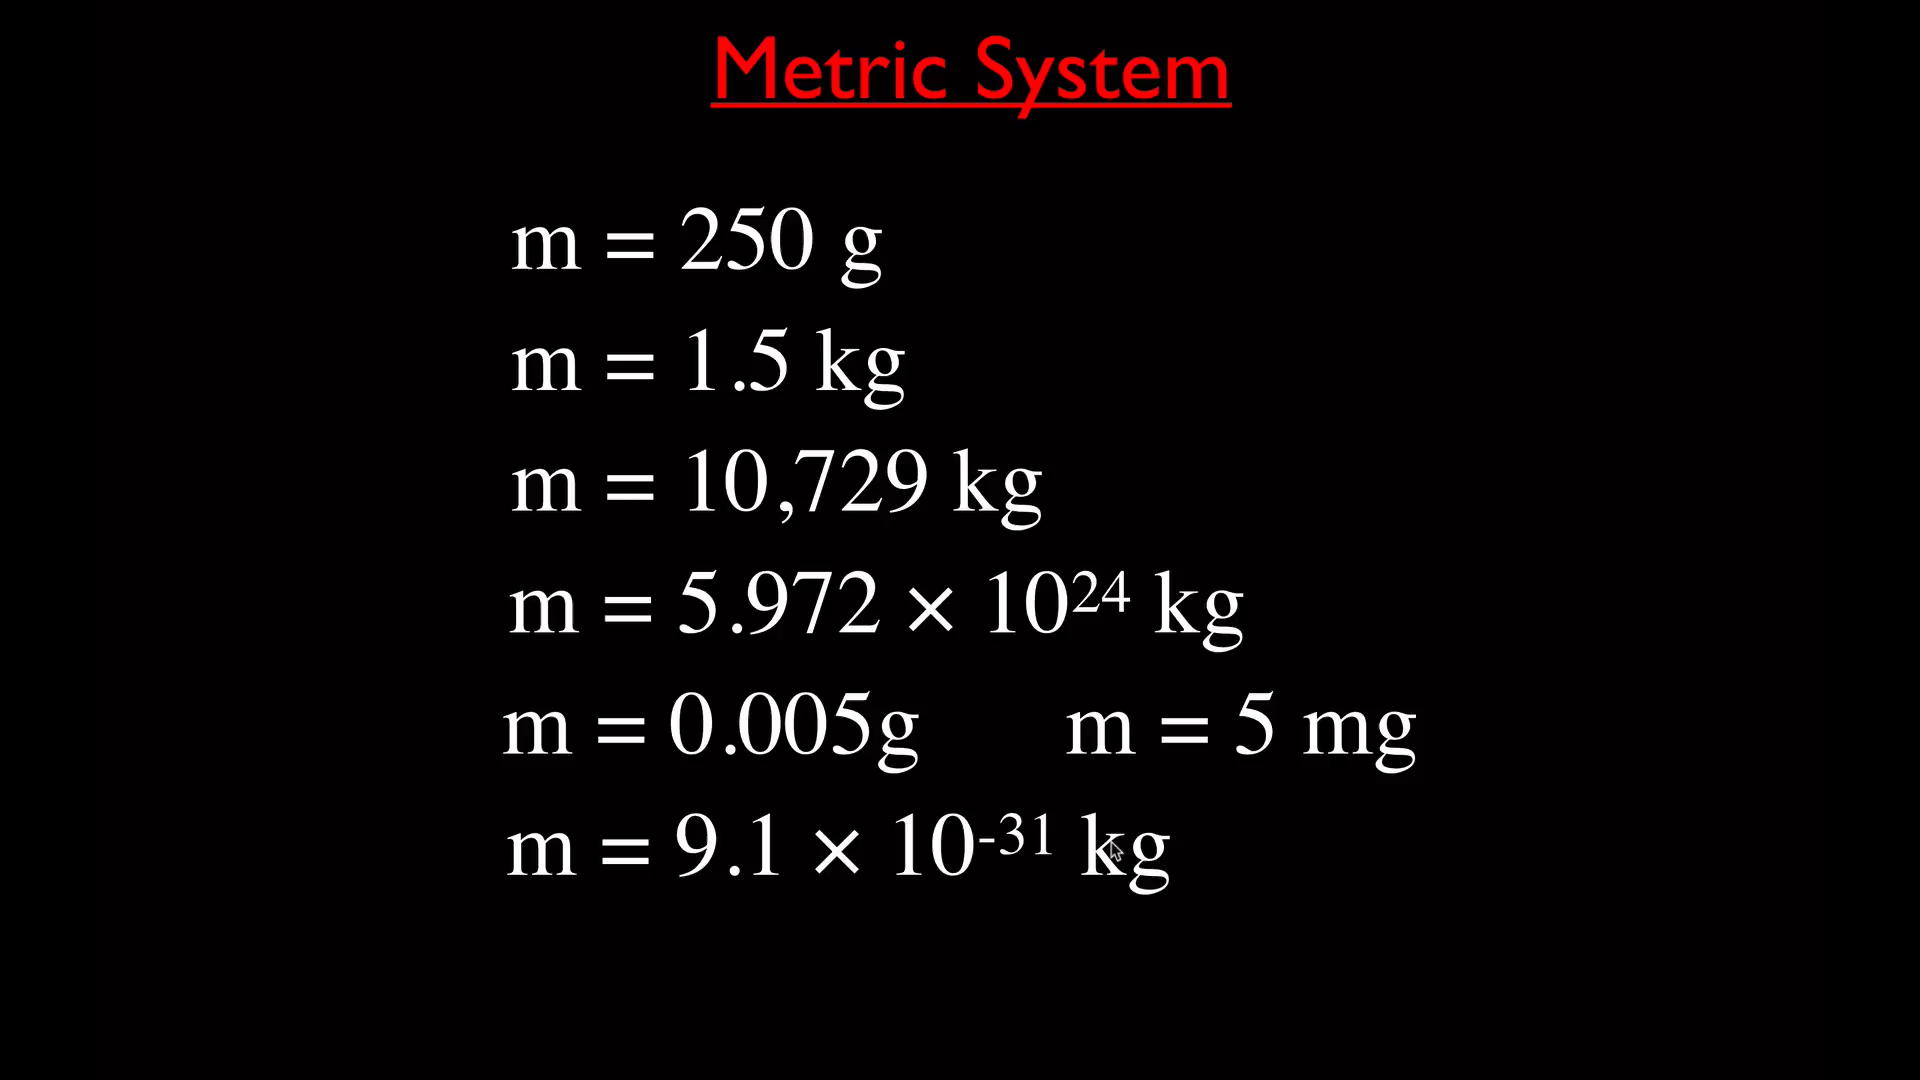 Metric System
m = 250 g
m = 1.5 kg
m = 10,729 kg
m = 5.972 × 10²⁴ kg
m = 0.005g m = 5 mg
m = 9.1 × 10⁻³¹ kg